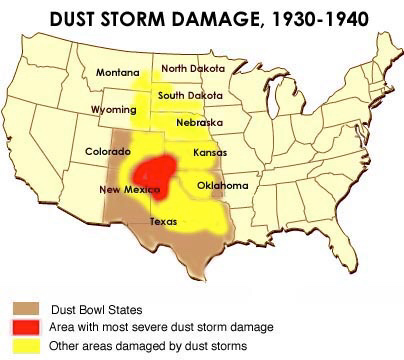 DUST STORM DAMAGE, 1930-1940
Montana
North Dakota
Wyoming
South Dakota
Nebraska
Colorado
Kansas
New Mexico
Oklahoma
Texas
Dust Bowl States
Area with most severe dust storm damage
Other areas damaged by dust storms